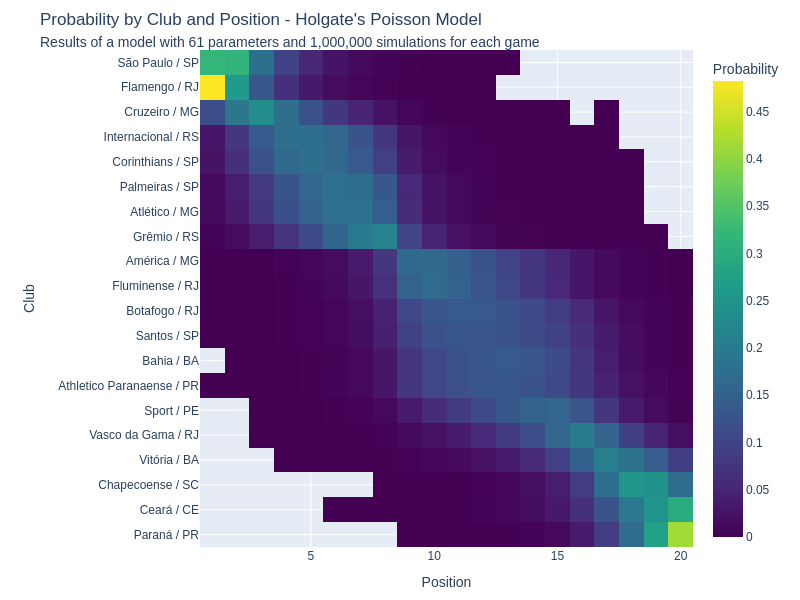 Probability by Club and Position - Holgate's Poisson Model
Results of a model with 61 parameters and 1,000,000 simulations for each game
Probability
São Paulo / SP
Flamengo / RJ
Cruzeiro / MG
Internacional / RS
Corinthians / SP
Palmeiras / SP
Atlético / MG
Grêmio / RS
América / MG
Fluminense / RJ
Botafogo / RJ
Santos / SP
Bahia / BA
Athletico Paranaense / PR
Sport / PE
Vasco da Gama / RJ
Vitória / BA
Chapecoense / SC
Ceará / CE
Paraná / PR
Club
5
10
15
20
Position
0.45
0.4
0.35
0.3
0.25
0.2
0.15
0.1
0.05
0